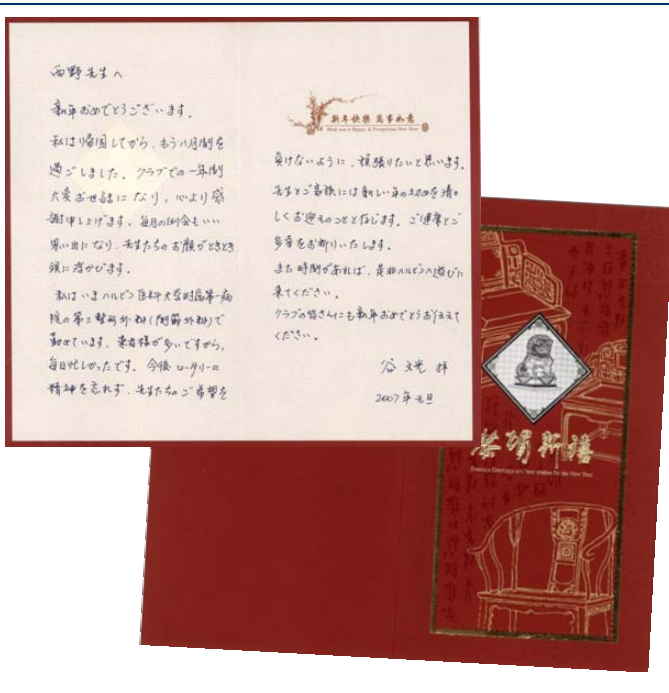 西野先生へ
新年おめでとうございます。
私は帰国してから、もう八月間を
過ごしました。クラブでの一年間
大変お世話になり、心より感
謝申し上げます。毎月の例会もいい
思い出になり、先生たちのお顔がときどき
頭に浮かびます。
私はいまハルビン医科大学附属第一病
院の第三整形外科(関節外科)で
勤めています。患者様が多いですから、
毎日忙しかったです。今後ロータリーの
精神を忘れず、先生たちのご希望を
新年快樂 萬事如意
Wish you a Happy & Prosperous New Year
負けないように、頑張りたいと思います。
先生とご家族には新しい年の2007を清々
しくお迎えのことと存じます。ご健康とご
多幸をお祈りいたします。
また時間があれば、是非ハルビンへ遊びに
来てください。
クラブの皆さんにも新年おめでとうお伝えて
ください。
谷 拝
2007年元旦
恭賀新禧
Season's Greetings and best wishes for the New Year